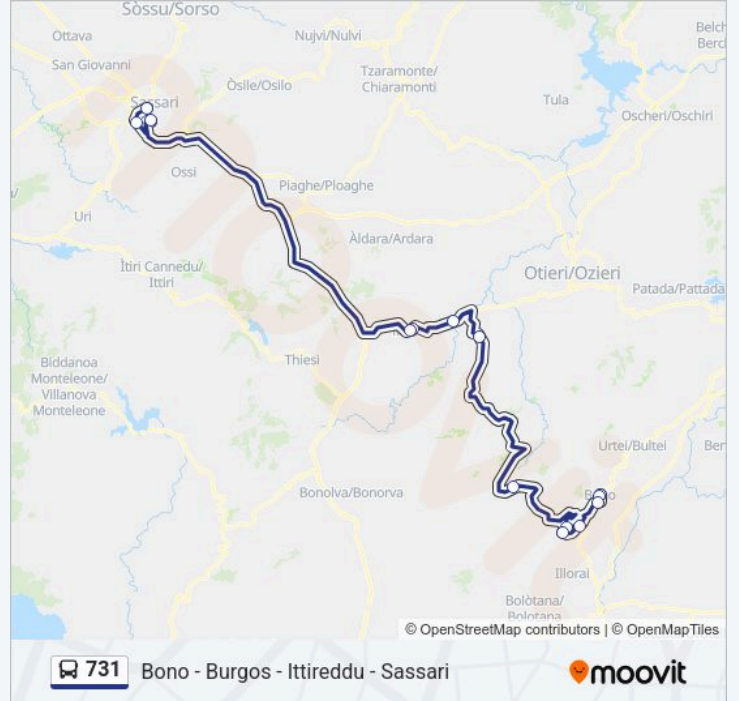 Sòssu/Sorso
Ottava
Nujvi/Nulvi
Belch
Berc
San Giovanni
Tzaramonte/
Chiaramonti
Òsile/Osilo
Sassari
Tula
Oscheri/Oschiri
Ossi
Piaghe/Ploaghe
Uri
Àldara/Ardara
Ìtiri Cannedu/
Ittiri
Otieri/Ozieri
Patada/Pattada
Biddanoa
Monteleone/
Villanova
Monteleone
Thiesi
Urtei/Bultei
Ber
Bonolva/Bonorva
Illorai
Bolòtana/
Bolotana
© OpenStreetMap contributors | © OpenMapTiles
731 Bono - Burgos - Ittireddu - Sassari
moovit